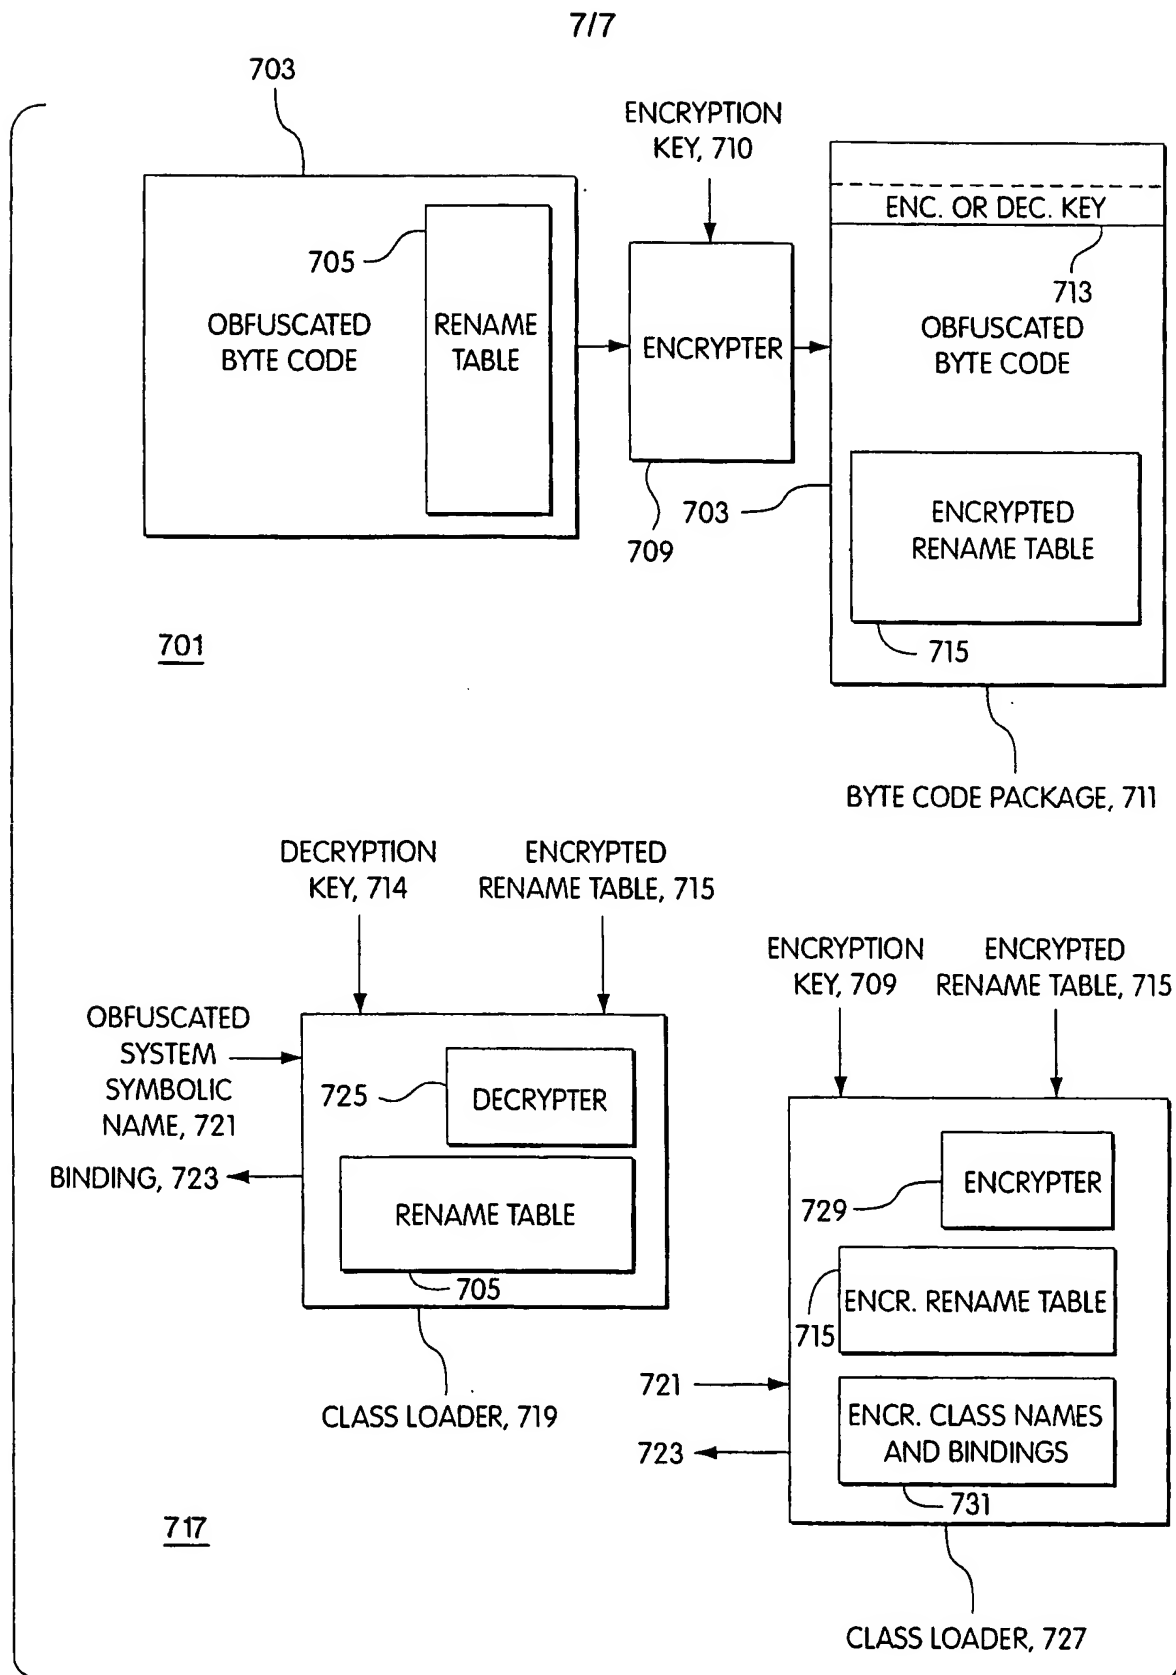 7/7
703
ENCRYPTION
KEY, 710
ENC. OR DEC. KEY
713
705
OBFUSCATED
BYTE CODE
RENAME
TABLE
ENCRYPTER
OBFUSCATED
BYTE CODE
703
709
ENCRYPTED
RENAME TABLE
715
701
BYTE CODE PACKAGE, 711
DECRYPTION
KEY, 714
ENCRYPTED
RENAME TABLE, 715
OBFUSCATED
SYSTEM
SYMBOLIC
NAME, 721
BINDING, 723
725
DECRYPTER
RENAME TABLE
705
CLASS LOADER, 719
ENCRYPTION
KEY, 709
ENCRYPTED
RENAME TABLE, 715
729
ENCRYPTER
715
ENCR. RENAME TABLE
721
723
ENCR. CLASS NAMES
AND BINDINGS
731
717
CLASS LOADER, 727